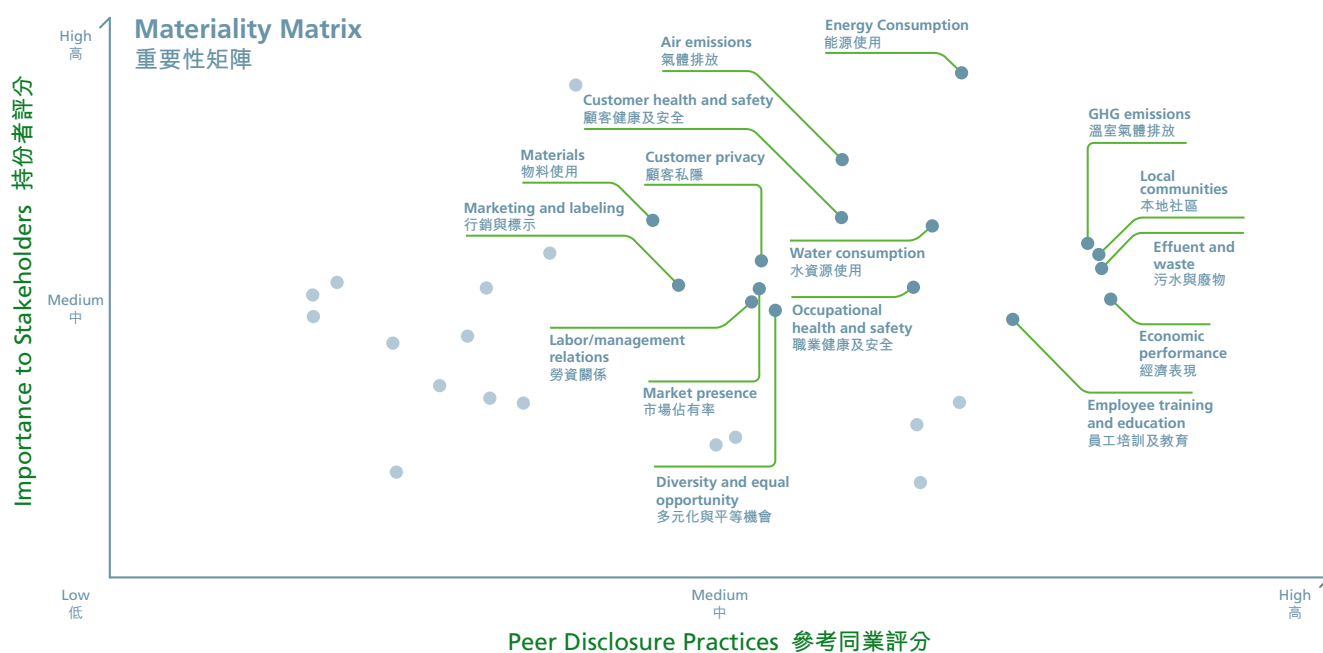 Materiality Matrix
重要性矩陣
High
高
Importance to Stakeholders 持份者評分
Medium
中
Low
低
Medium
中
High
高
Peer Disclosure Practices 參考同業評分
Energy Consumption
能源使用
Air emissions
氣體排放
Customer health and safety
顧客健康及安全
Materials
物料使用
Customer privacy
顧客私隱
Marketing and labeling
行銷與標示
GHG emissions
溫室氣體排放
Local
communities
本地社區
Effuent and
waste
污水與廢物
Water consumption
水資源使用
Occupational
health and safety
職業健康及安全
Labor/management
relations
勞資關係
Market presence
市場佔有率
Economic
performance
經濟表現
Employee training
and education
員工培訓及教育
Diversity and equal
opportunity
多元化與平等機會